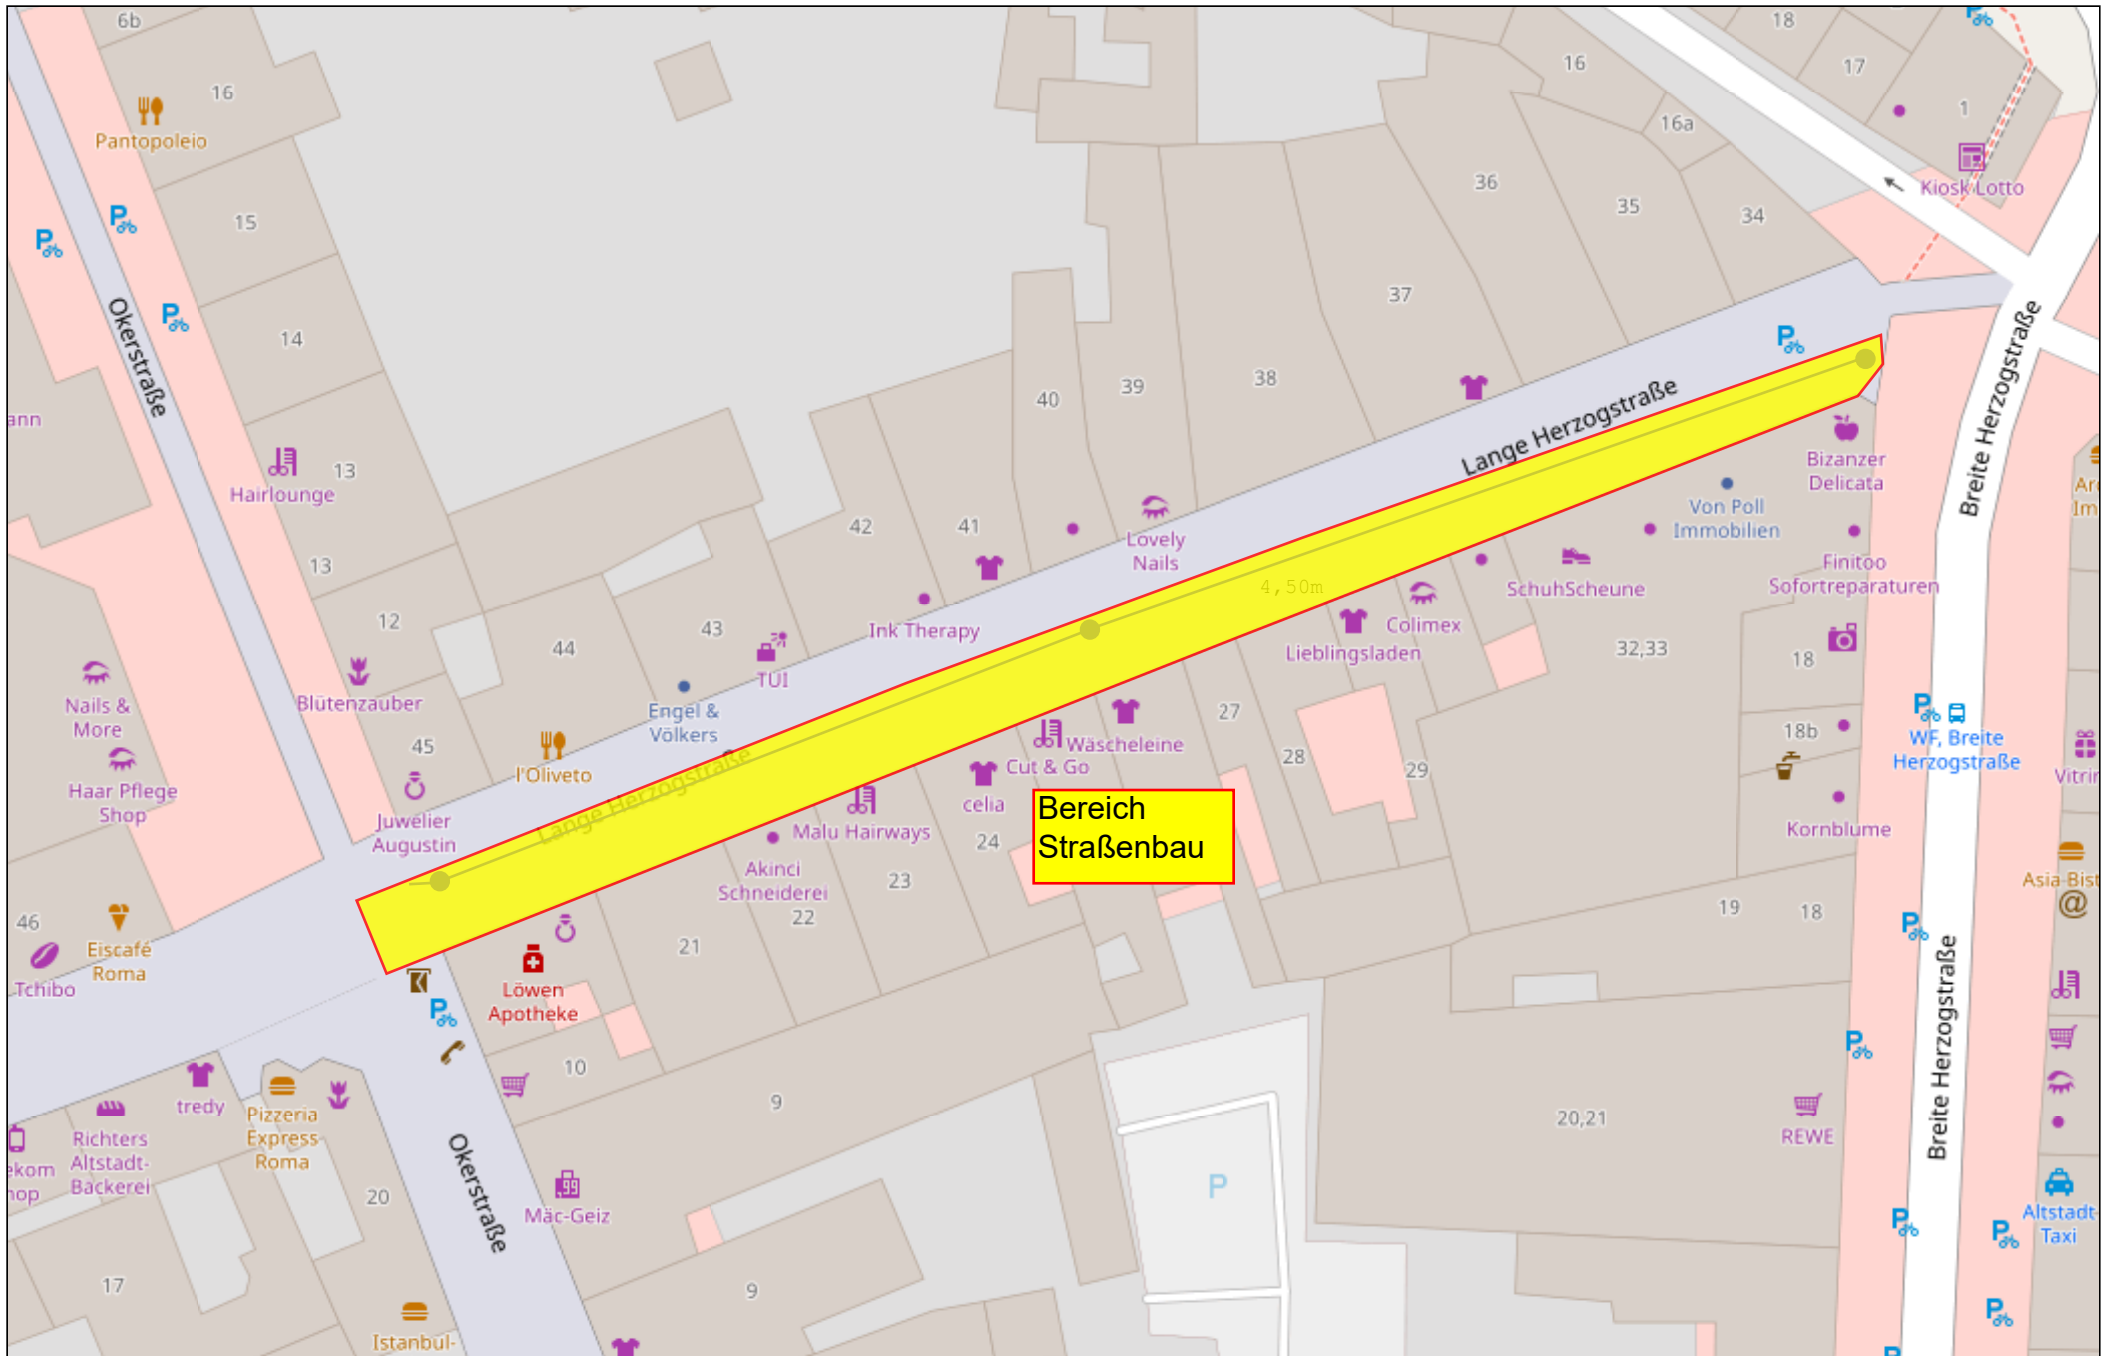 6b
16
Pantopoleio
15
14
Okerstraße
ann
Hairlounge
13
13
12
Blütenzauber
45
Nails &
More
Haar Pflege
Shop
Juwelier
Augustin
46
Eiscafé
Roma
Tchibo
44
l'Oliveto
43
Engel &
Völkers
TUI
42
41
Ink Therapy
40
39
38
37
36
35
34
16
16a
18
17
1
Kiosk Lotto
Lovely
Nails
Lange Herzogstraße
Lange Herzogstraße
4,50m
Bizanzer
Delicata
Von Poll
Immobilien
Finitoo
Sofortreparaturen
SchuhScheune
Colimex
Lieblingsladen
32,33
18
18b
Kornblume
27
28
29
Wäscheleine
Cut & Go
celia
24
Malu Hairways
Akinci
Schneiderei
23
22
21
Bereich
Straßenbau
Löwen
Apotheke
10
9
9
Mäc-Geiz
Okerstraße
tredy
Richters
Altstadt-
Bäckerei
ekom
hop
Pizzeria
Express
Roma
20
17
Istanbul-
P
19
18
20,21
REWE
Breite Herzogstraße
Breite Herzogstraße
WF, Breite
Herzogstraße
Arc
Im
Vitrin
Asia-Bist
@
Altstadt-
Taxi